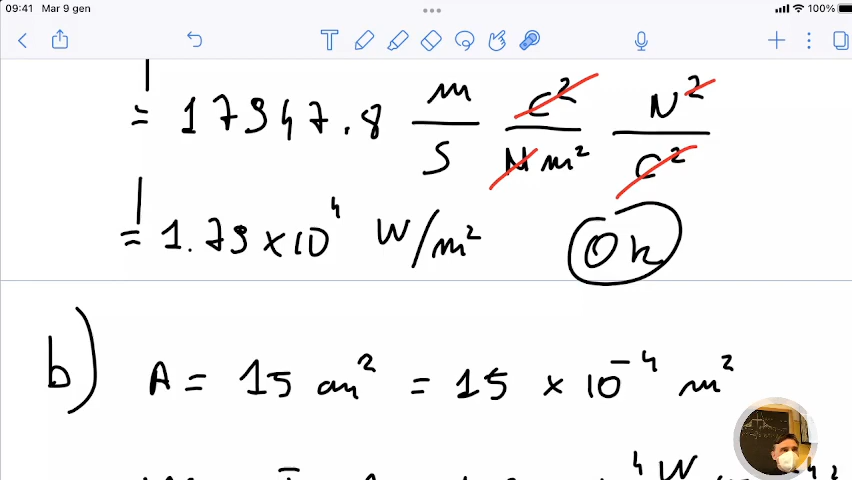 09:41 Mar 9 gen 100%
T
= 17947.8 m/s C²/Nm² N²/C²
= 1.79 × 10⁴ W/m² Ok
b) A = 15 cm² = 15 × 10⁻⁴ m²